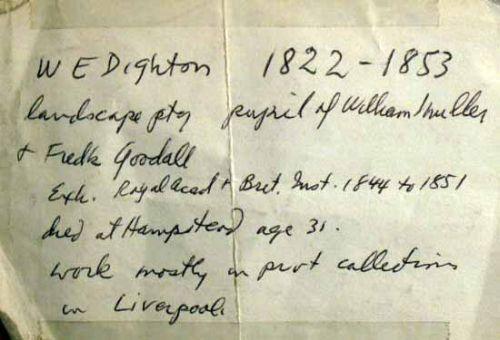 W E Dighton 1822-1853
landscape ptg pupil of William Muller
& Fredk Goodall
Exh. Royal Acad + Brit. Inst. 1844 to 1851
died at Hampstead age 31.
work mostly in prvt collections
in Liverpool.